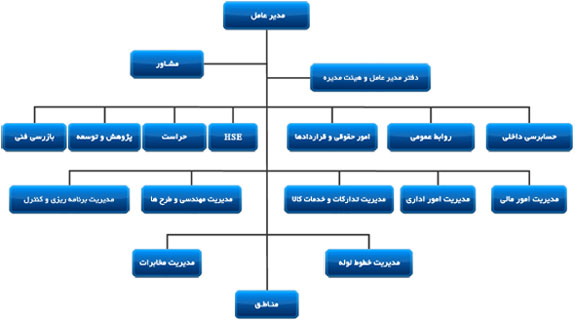 مدیر عامل
مشاور
دفتر مدیر عامل و هیئت مدیره
حسابرسی داخلی
روابط عمومی
امور حقوقی و قراردادها
HSE
حراست
پژوهش و توسعه
بازرسی فنی
مدیریت امور مالی
مدیریت امور اداری
مدیریت تدارکات و خدمات کالا
مدیریت مهندسی و طرح ها
مدیریت برنامه ریزی و کنترل
مدیریت خطوط لوله
مدیریت مخابرات
مناطق